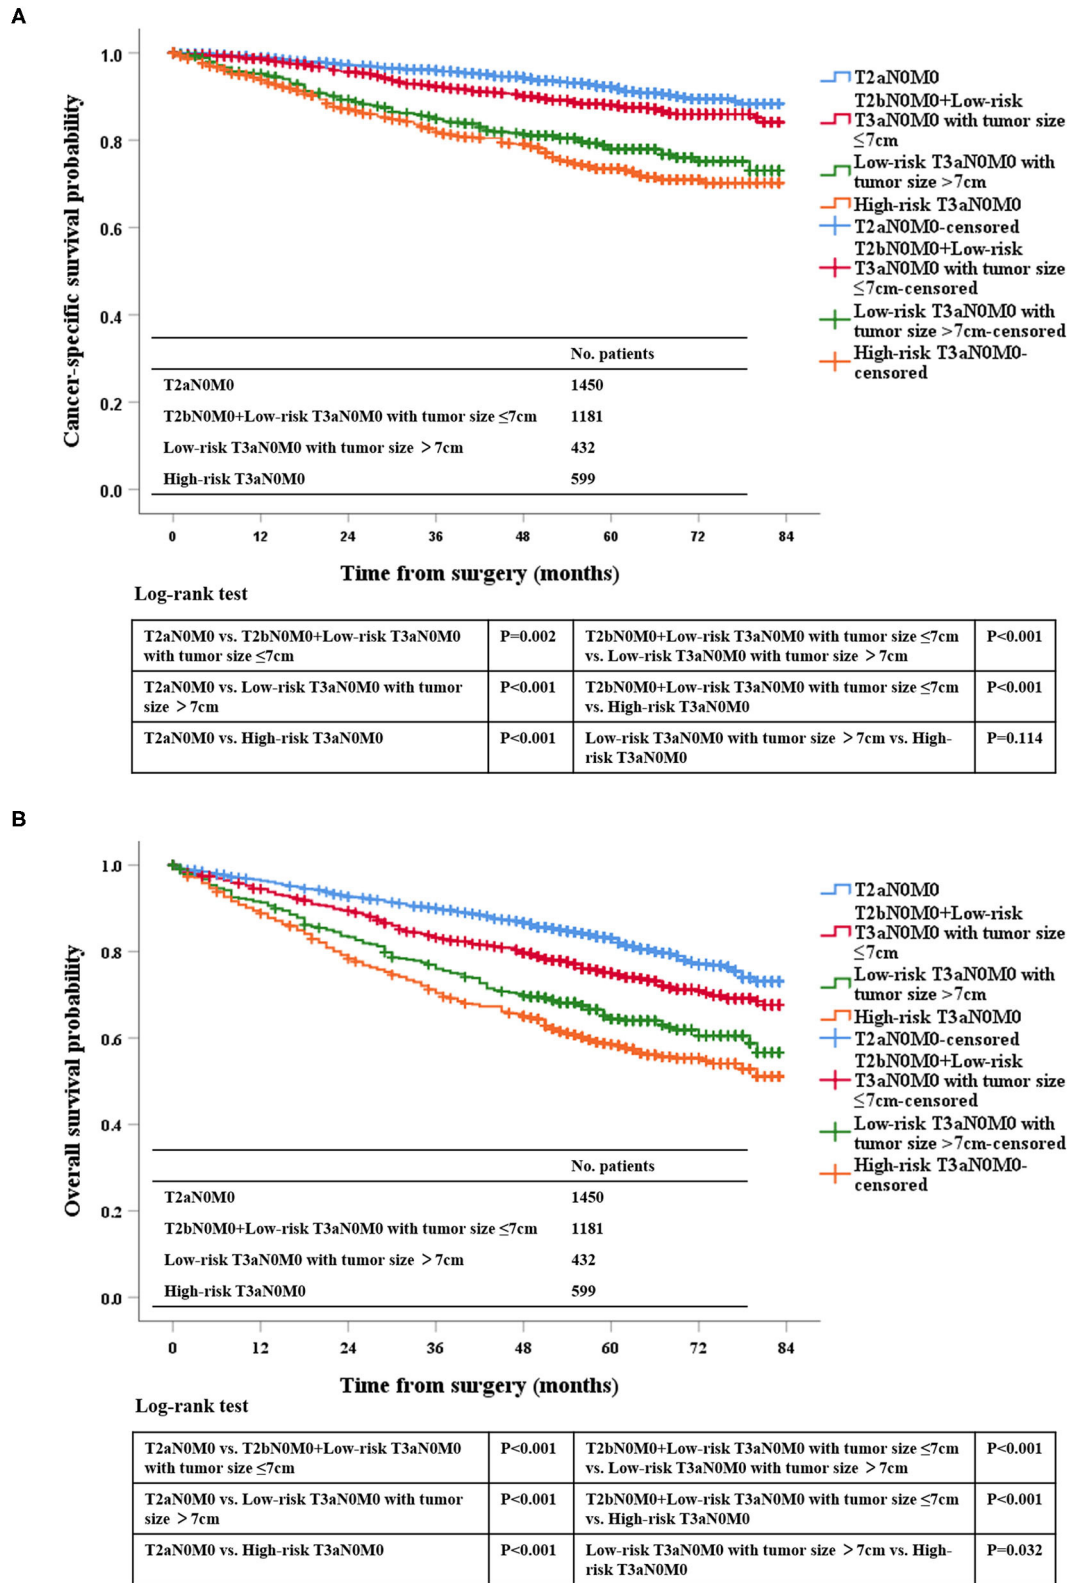 A
Cancer-specific survival probability
1.0
0.8
0.6
0.4
0.2
0.0
T2aN0M0
T2bN0M0+Low-risk
T3aN0M0 with tumor size
≤7cm
Low-risk T3aN0M0 with
tumor size >7cm
High-risk T3aN0M0
T2aN0M0-censored
T2bN0M0+Low-risk
T3aN0M0 with tumor size
≤7cm-censored
Low-risk T3aN0M0 with
tumor size >7cm-censored
High-risk T3aN0M0-
censored
No. patients
T2aN0M0 1450
T2bN0M0+Low-risk T3aN0M0 with tumor size ≤7cm 1181
Low-risk T3aN0M0 with tumor size >7cm 432
High-risk T3aN0M0 599
0 12 24 36 48 60 72 84
Time from surgery (months)
Log-rank test
T2aN0M0 vs. T2bN0M0+Low-risk T3aN0M0 P=0.002 T2bN0M0+Low-risk T3aN0M0 with tumor size ≤7cm P<0.001
with tumor size ≤7cm vs. Low-risk T3aN0M0 with tumor size >7cm
T2aN0M0 vs. Low-risk T3aN0M0 with tumor P<0.001 T2bN0M0+Low-risk T3aN0M0 with tumor size ≤7cm P<0.001
size >7cm vs. High-risk T3aN0M0
T2aN0M0 vs. High-risk T3aN0M0 P<0.001 Low-risk T3aN0M0 with tumor size >7cm vs. High- P=0.114
risk T3aN0M0
B
Overall survival probability
1.0
0.8
0.6
0.4
0.2
0.0
T2aN0M0
T2bN0M0+Low-risk
T3aN0M0 with tumor size
≤7cm
Low-risk T3aN0M0 with
tumor size >7cm
High-risk T3aN0M0
T2aN0M0-censored
T2bN0M0+Low-risk
T3aN0M0 with tumor size
≤7cm-censored
Low-risk T3aN0M0 with
tumor size >7cm-censored
High-risk T3aN0M0-
censored
No. patients
T2aN0M0 1450
T2bN0M0+Low-risk T3aN0M0 with tumor size ≤7cm 1181
Low-risk T3aN0M0 with tumor size >7cm 432
High-risk T3aN0M0 599
0 12 24 36 48 60 72 84
Time from surgery (months)
Log-rank test
T2aN0M0 vs. T2bN0M0+Low-risk T3aN0M0 P<0.001 T2bN0M0+Low-risk T3aN0M0 with tumor size ≤7cm P<0.001
with tumor size ≤7cm vs. Low-risk T3aN0M0 with tumor size >7cm
T2aN0M0 vs. Low-risk T3aN0M0 with tumor P<0.001 T2bN0M0+Low-risk T3aN0M0 with tumor size ≤7cm P<0.001
size >7cm vs. High-risk T3aN0M0
T2aN0M0 vs. High-risk T3aN0M0 P<0.001 Low-risk T3aN0M0 with tumor size >7cm vs. High- P=0.032
risk T3aN0M0